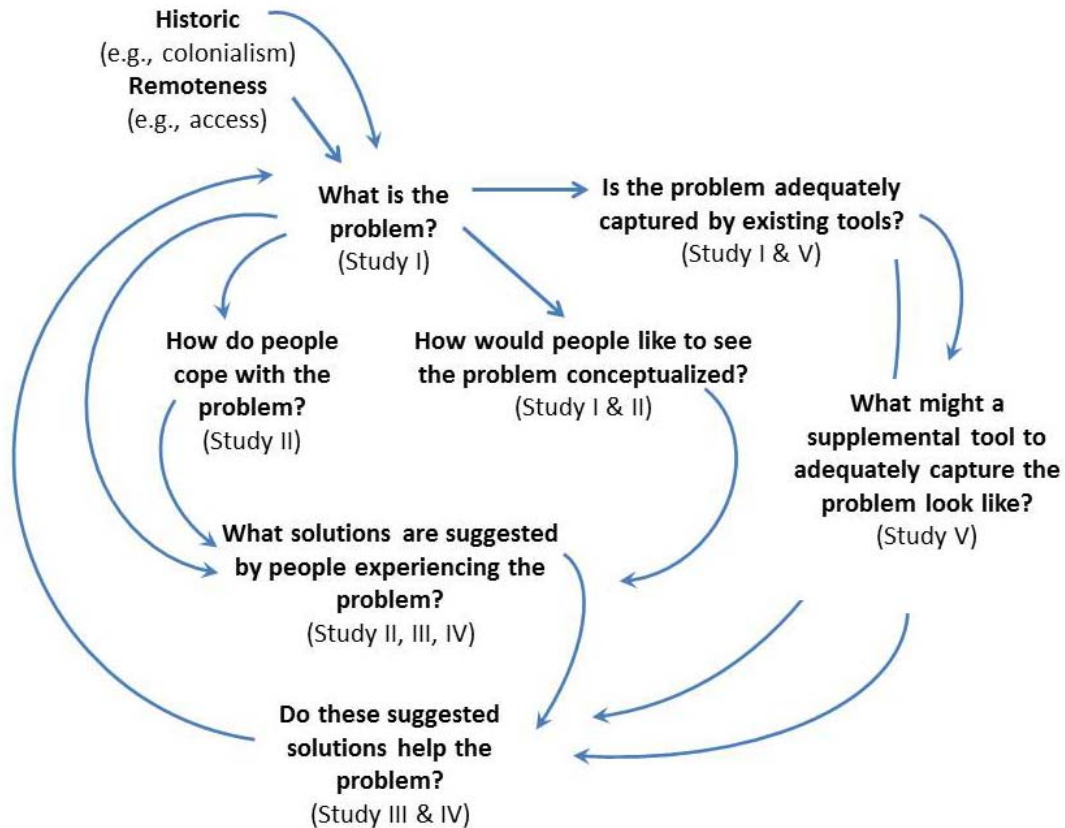 Historic
(e.g., colonialism)
Remoteness
(e.g., access)
What is the
problem?
(Study I)
Is the problem adequately
captured by existing tools?
(Study I & V)
How do people
cope with the
problem?
(Study II)
How would people like to see
the problem conceptualized?
(Study I & II)
What might a
supplemental tool to
adequately capture the
problem look like?
(Study V)
What solutions are suggested
by people experiencing the
problem?
(Study II, III, IV)
Do these suggested
solutions help the
problem?
(Study III & IV)